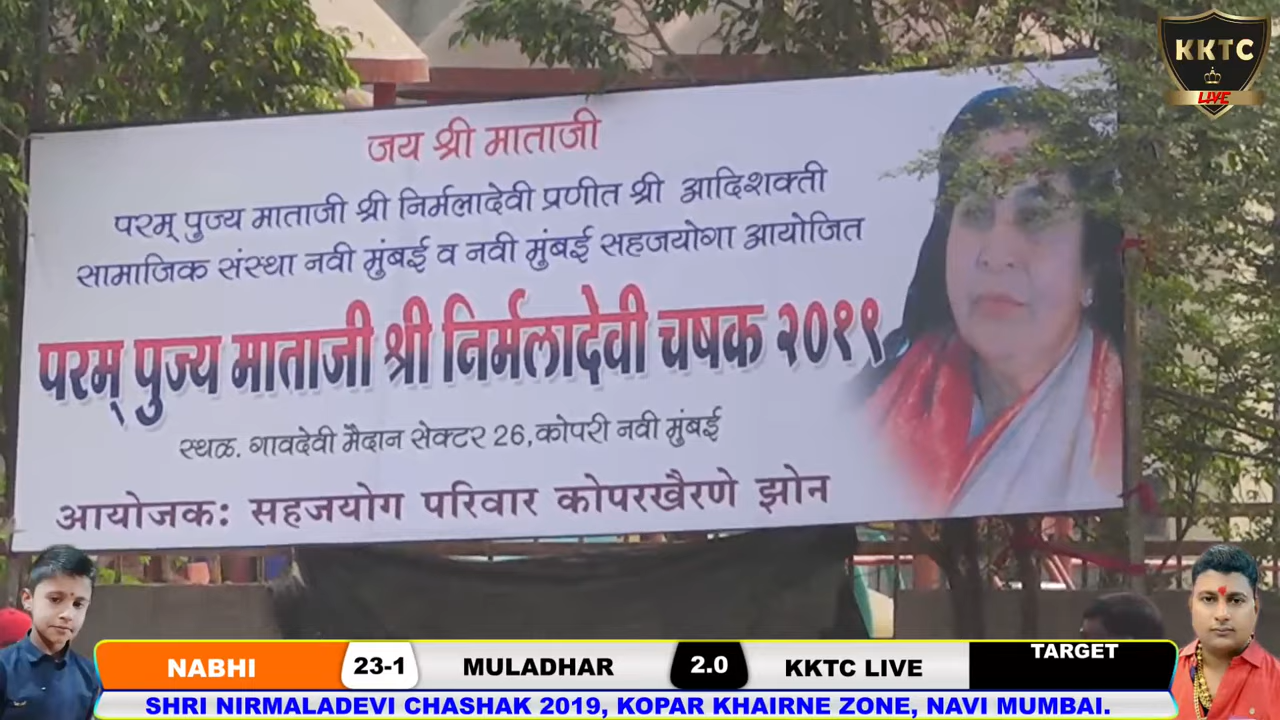 KKTC
LIVE
जय श्री माताजी
परम् पुज्य माताजी श्री निर्मलादेवी प्रणीत श्री आदिशक्ती
सामाजिक संस्था नवी मुंबई व नवी मुंबई सहजयोगा आयोजित
परम् पुज्य माताजी श्री निर्मलादेवी चषक २०१९
स्थळ. गावदेवी मैदान सेक्टर 26,कोपरी नवी मुंबई
आयोजक: सहजयोग परिवार कोपरखैरणे झोन
NABHI 23-1 MULADHAR 2.0 KKTC LIVE TARGET
SHRI NIRMALADEVI CHASHAK 2019, KOPAR KHAIRNE ZONE, NAVI MUMBAI.